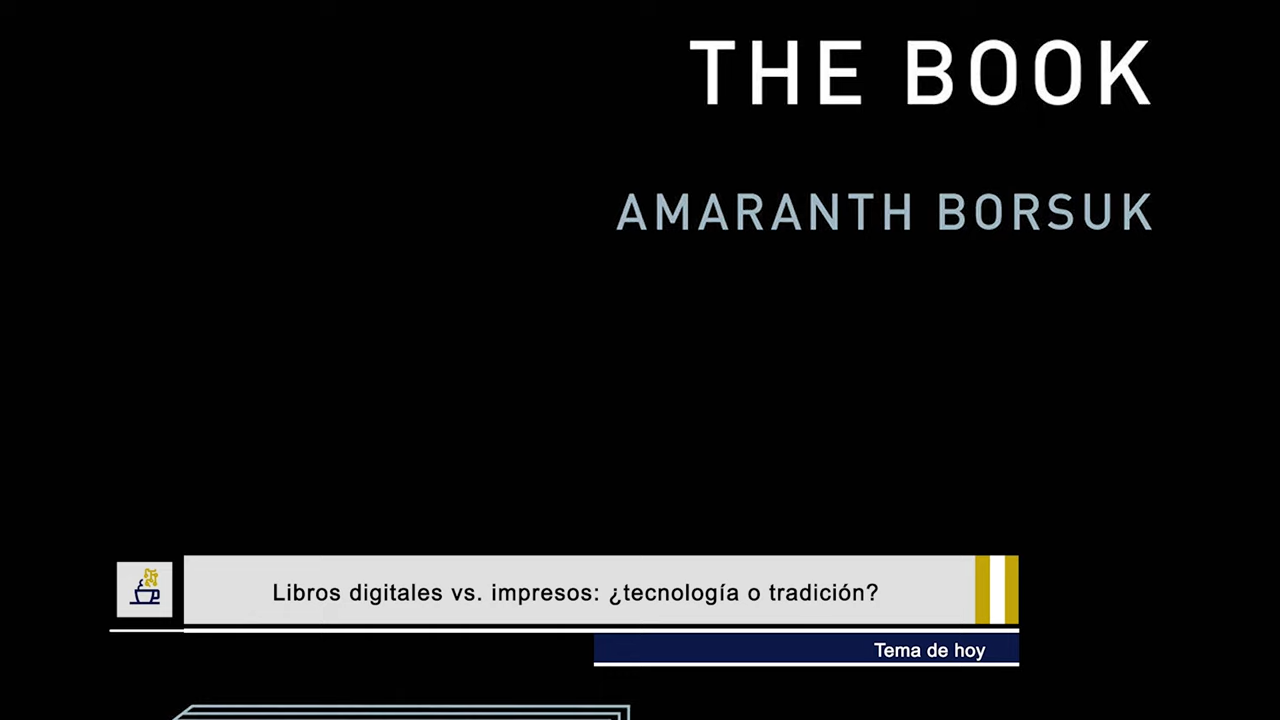 THE BOOK
AMARANTH BORSUK
Libros digitales vs. impresos: ¿tecnología o tradición?
Tema de hoy